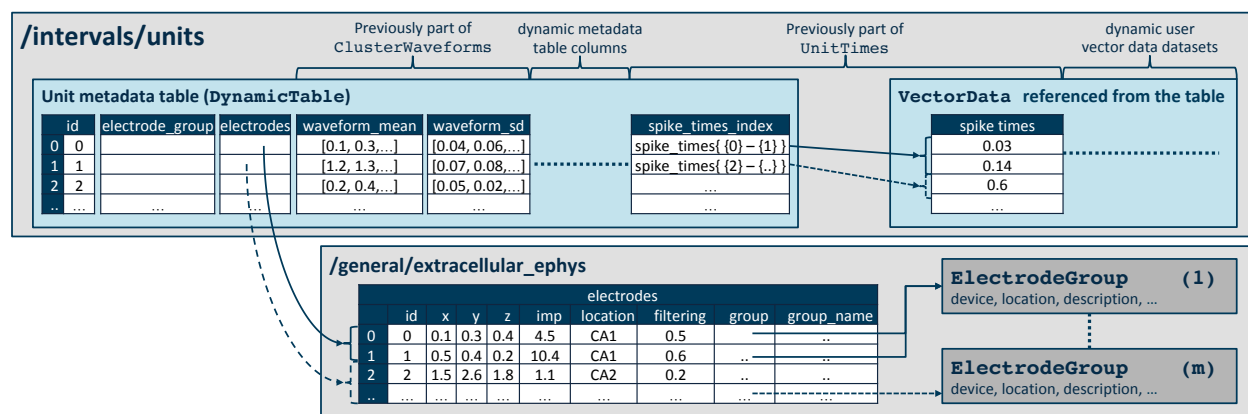 /intervals/units
Previously part of
ClusterWaveforms
dynamic metadata
table columns
Previously part of
UnitTimes
dynamic user
vector data datasets
Unit metadata table (DynamicTable)
id electrode_group electrodes waveform_mean waveform_sd spike_times_index
0 0 [0.1, 0.3,...] [0.04, 0.06,...] spike_times{ {0} – {1} }
1 1 [1.2, 1.3,...] [0.07, 0.08,...] spike_times{ {2} – {..} }
2 2 [0.2, 0.4,...] [0.05, 0.02,...] ...
.. ... ... ... ... ... ...
VectorData referenced from the table
spike times
0.03
0.14
0.6
...
/general/extracellular_ephys
electrodes
id x y z imp location filtering group group_name
0 0 0.1 0.3 0.4 4.5 CA1 0.5 ..
1 1 0.5 0.4 0.2 10.4 CA1 0.6 .. ..
2 2 1.5 2.6 1.8 1.1 CA2 0.2 .. ..
.. ... ... ... ... ... ... ... ... ...
ElectrodeGroup (1)
device, location, description, ...
ElectrodeGroup (m)
device, location, description, ...